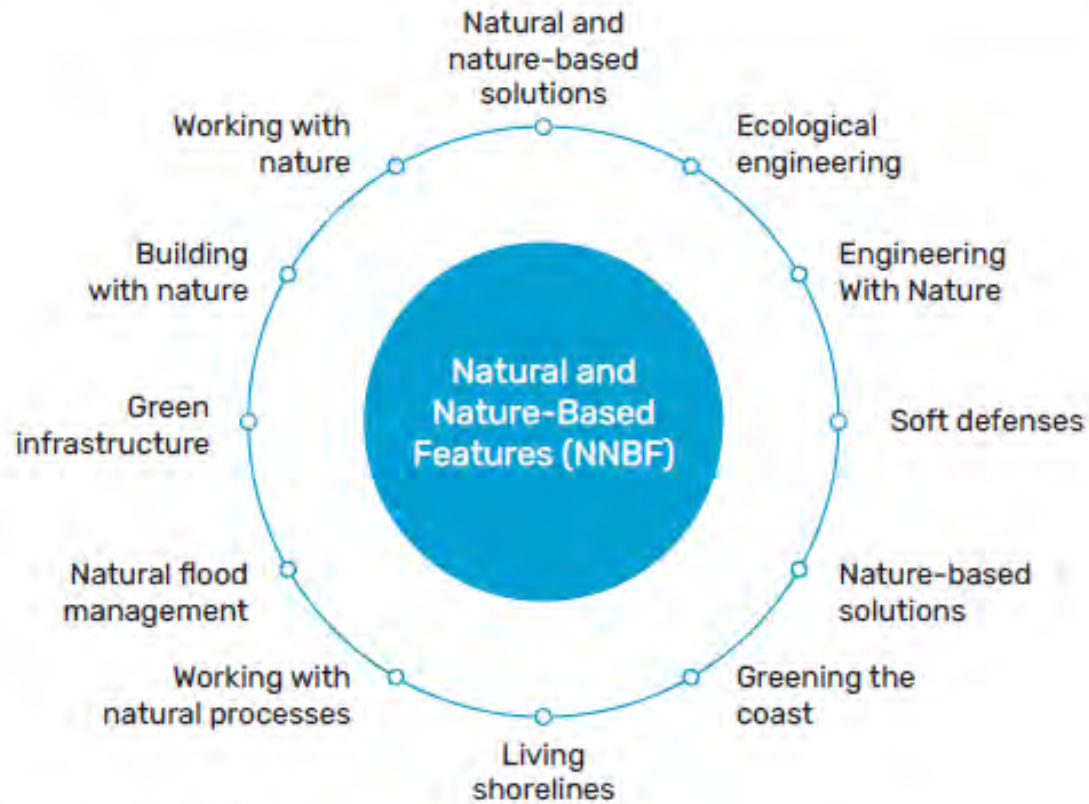 Natural and
nature-based
solutions
Ecological
engineering
Engineering
With Nature
Soft defenses
Nature-based
solutions
Greening the
coast
Living
shorelines
Working with
natural processes
Natural flood
management
Green
infrastructure
Building
with nature
Working with
nature
Natural and
Nature-Based
Features (NNBF)